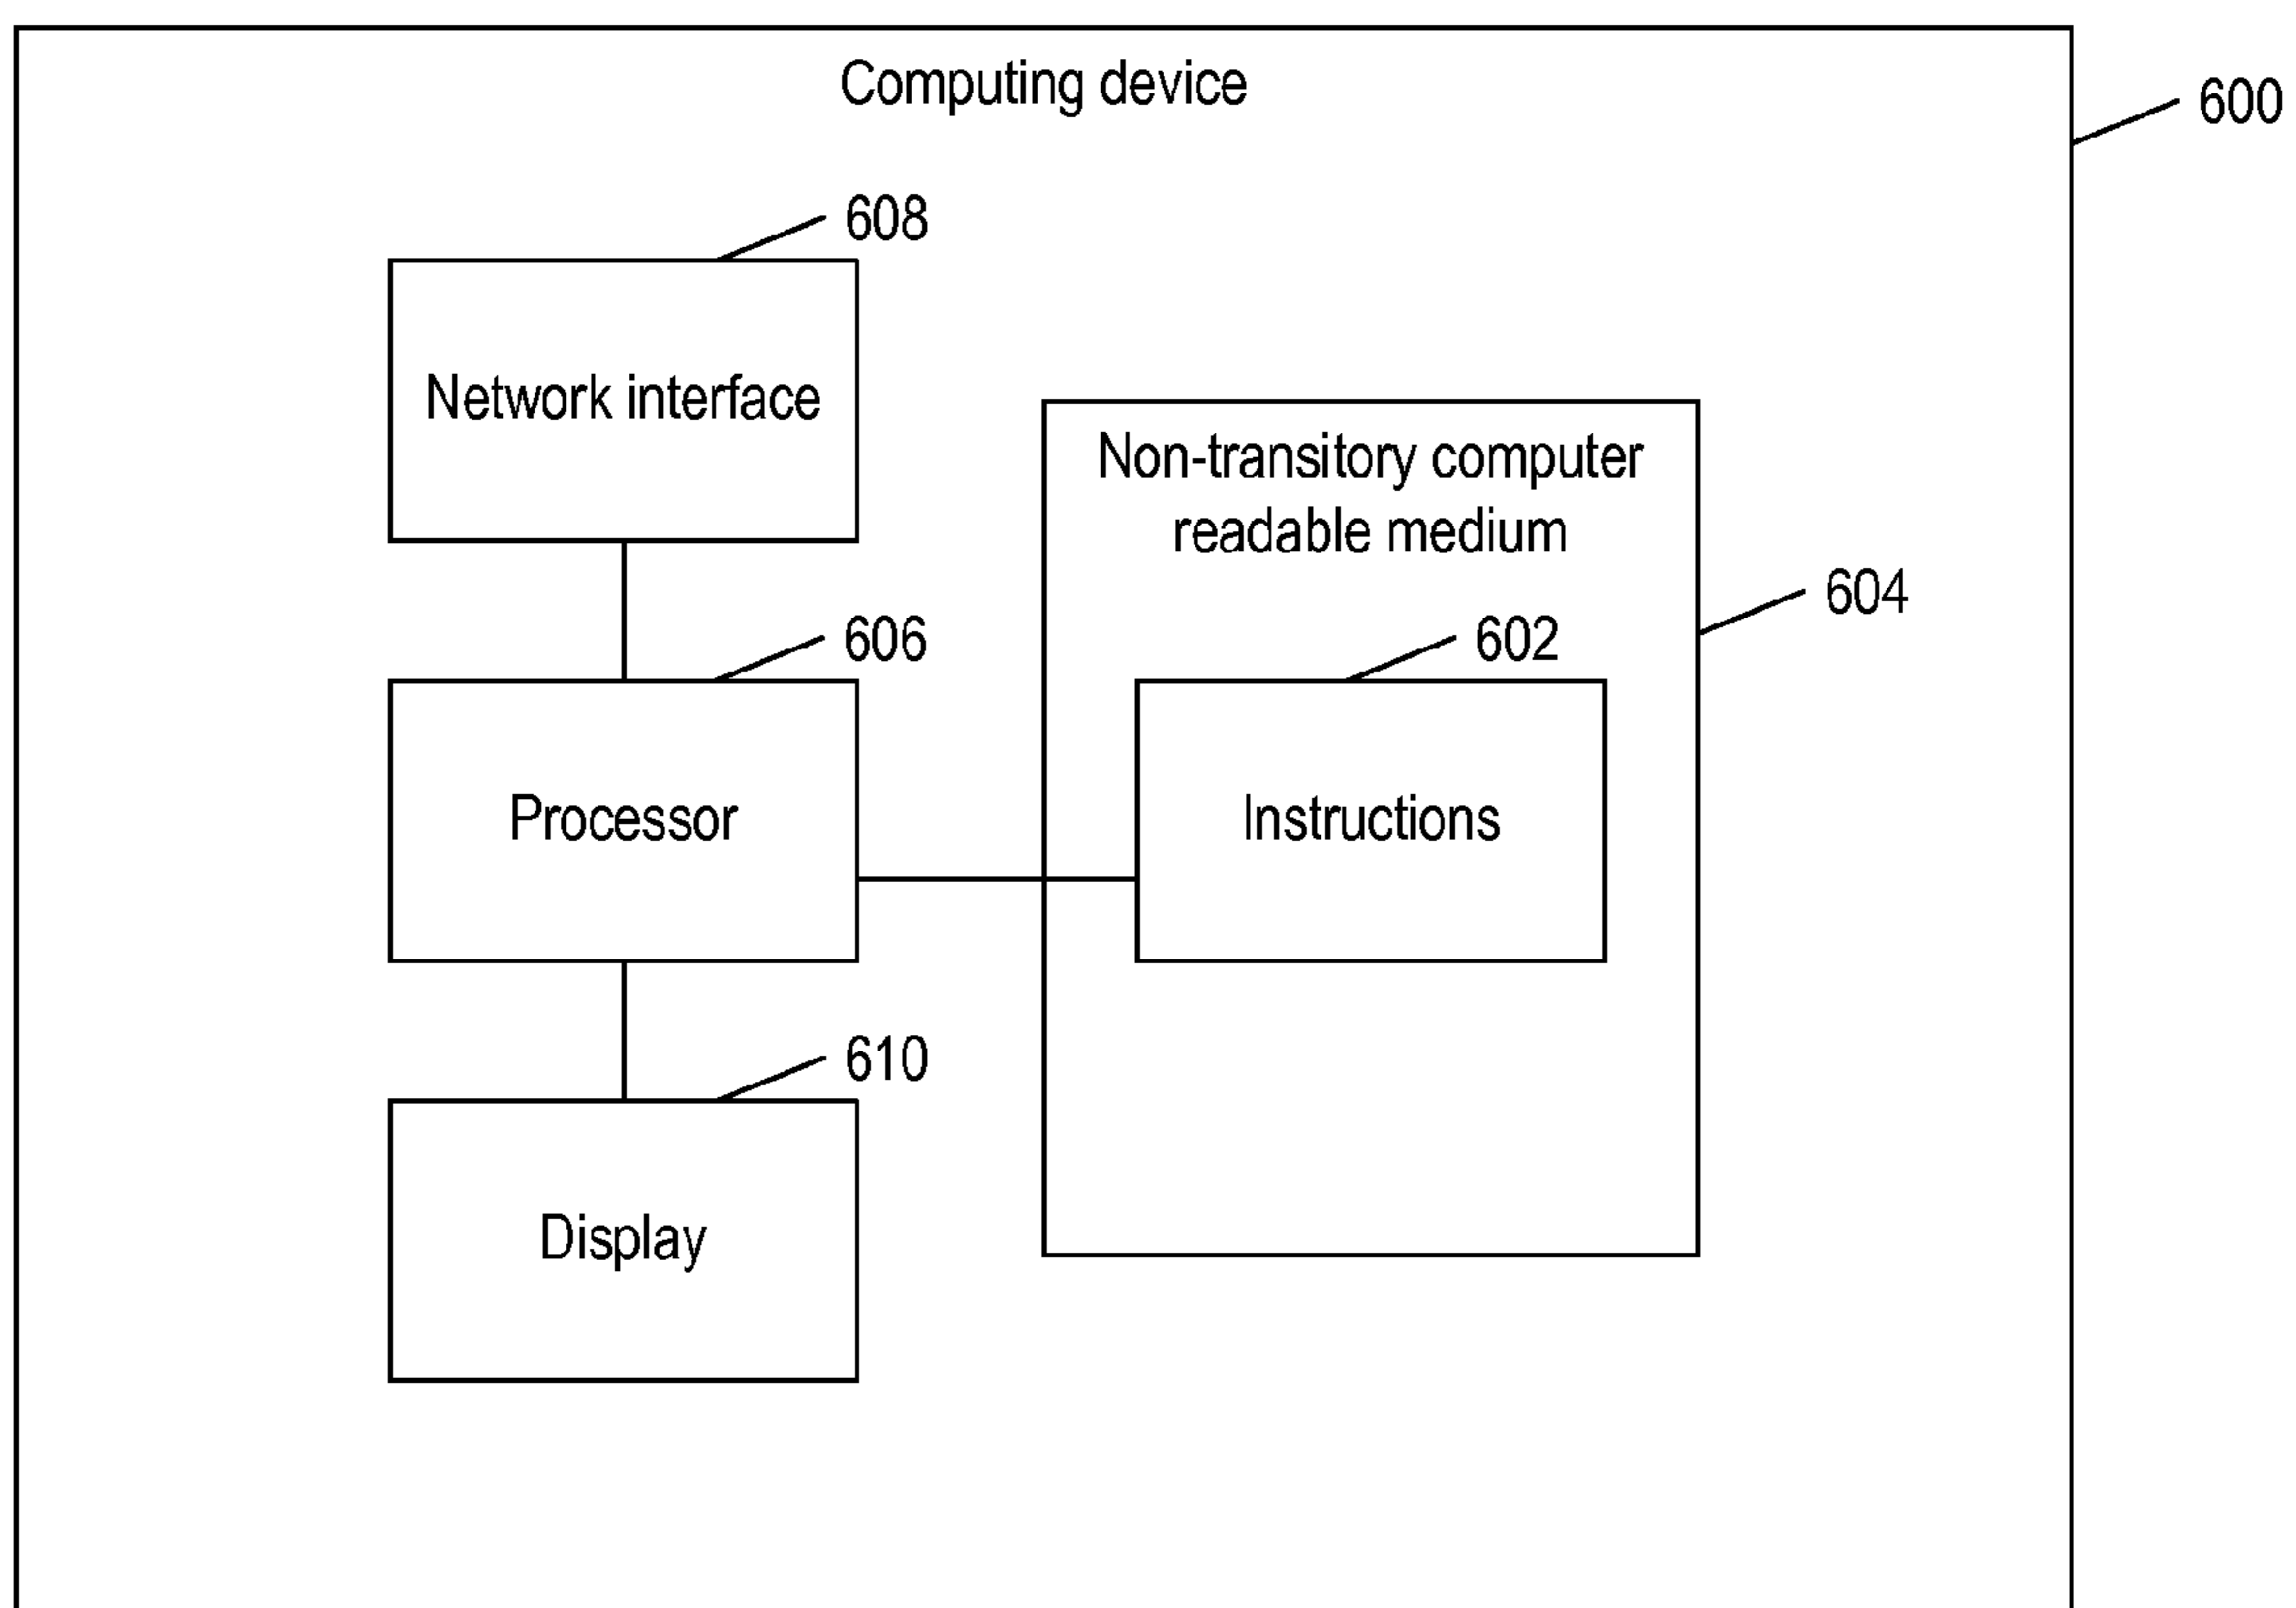 Computing device
600
608
Network interface
Non-transitory computer
readable medium
604
606
602
Processor
Instructions
610
Display